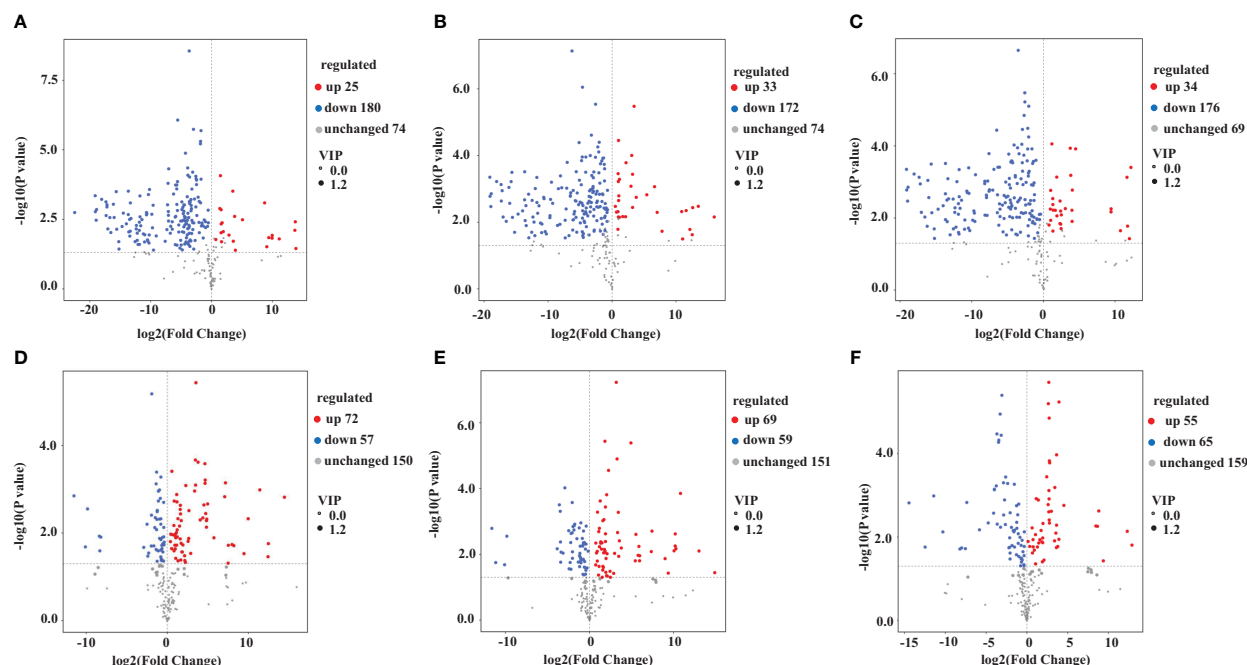 A
-log10(P value)
7.5
5.0
2.5
0.0
-20
-10
0
10
log2(Fold Change)
regulated
up 25
down 180
unchanged 74
VIP
0.0
1.2
B
-log10(P value)
6.0
4.0
2.0
0.0
-20
-10
0
10
log2(Fold Change)
regulated
up 33
down 172
unchanged 74
VIP
0.0
1.2
C
-log10(P value)
6.0
4.0
2.0
0.0
-20
-10
0
10
log2(Fold Change)
regulated
up 34
down 176
unchanged 69
VIP
0.0
1.2
D
-log10(P value)
4.0
2.0
0.0
-10
0
10
log2(Fold Change)
regulated
up 72
down 57
unchanged 150
VIP
0.0
1.2
E
-log10(P value)
6.0
4.0
2.0
0.0
-10
0
10
log2(Fold Change)
regulated
up 69
down 59
unchanged 151
VIP
0.0
1.2
F
-log10(P value)
4.0
2.0
0.0
-15
-10
-5
0
5
10
log2(Fold Change)
regulated
up 55
down 65
unchanged 159
VIP
0.0
1.2